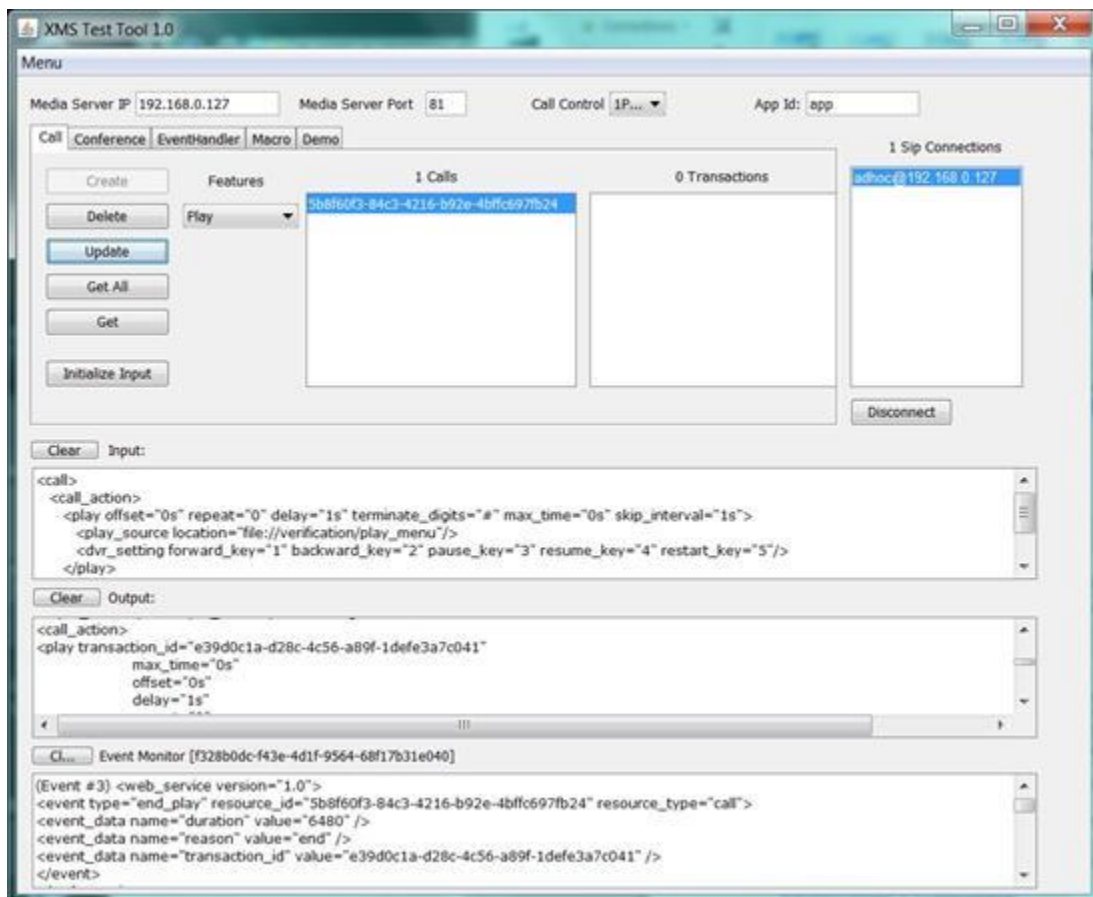 XMS Test Tool 1.0
Menu
Media Server IP 192.168.0.127 Media Server Port 81 Call Control 1P... App Id: app
Call Conference EventHandler Macro Demo
1 Sip Connections
Create Features 1 Calls 0 Transactions
adhoc@192.168.0.127
5b8f60f3-84c3-4216-b92e-4bffc697fb24
Delete Play
Update
Get All
Get
Initialize Input
Disconnect
Clear Input:
<call>
<call_action>
<play offset="0s" repeat="0" delay="1s" terminate_digits="#" max_time="0s" skip_interval="1s">
<play_source location="file://verification/play_menu"/>
<dvr_setting forward_key="1" backward_key="2" pause_key="3" resume_key="4" restart_key="5"/>
</play>
Clear Output:
<call_action>
<play transaction_id="e39d0c1a-d28c-4c56-a89f-1defe3a7c041"
max_time="0s"
offset="0s"
delay="1s"
Cl... Event Monitor [f328b0dc-f43e-4d1f-9564-68f17b31e040]
(Event #3) <web_service version="1.0">
<event type="end_play" resource_id="5b8f60f3-84c3-4216-b92e-4bffc697fb24" resource_type="call">
<event_data name="duration" value="6480" />
<event_data name="reason" value="end" />
<event_data name="transaction_id" value="e39d0c1a-d28c-4c56-a89f-1defe3a7c041" />
</event>